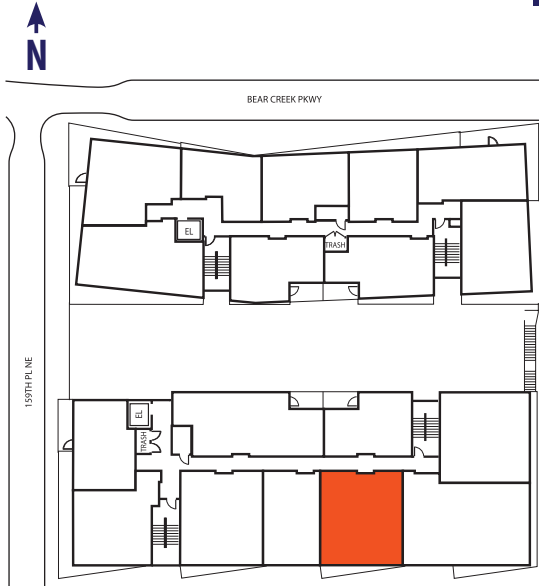 N
BEAR CREEK PKWY
EL
TRASH
159TH PL NE
EL
TRASH